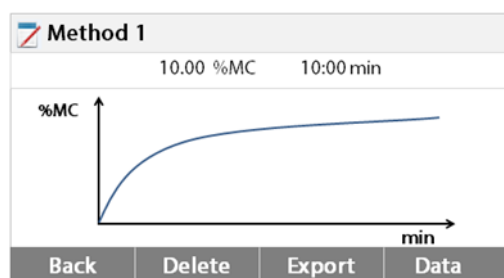 Method 1
10.00 %MC 10:00 min
%MC
min
Back Delete Export Data